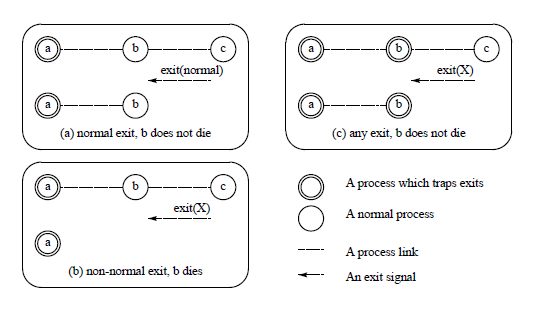 a b c
exit(normal)
a b
(a) normal exit, b does not die
a b c
exit(X)
a b
(c) any exit, b does not die
a b c
exit(X)
a
(b) non-normal exit, b dies
A process which traps exits
A normal process
A process link
An exit signal